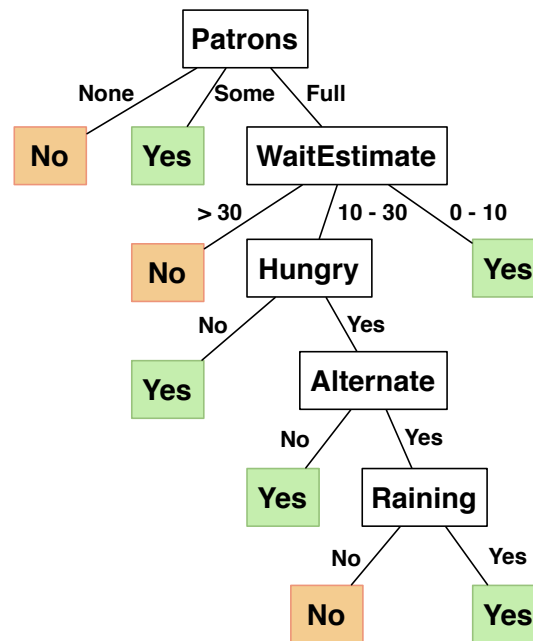 Patrons
None Some Full
No Yes WaitEstimate
> 30 10 - 30 0 - 10
No Hungry Yes
No Yes
Yes Alternate
No Yes
Yes Raining
No Yes
No Yes